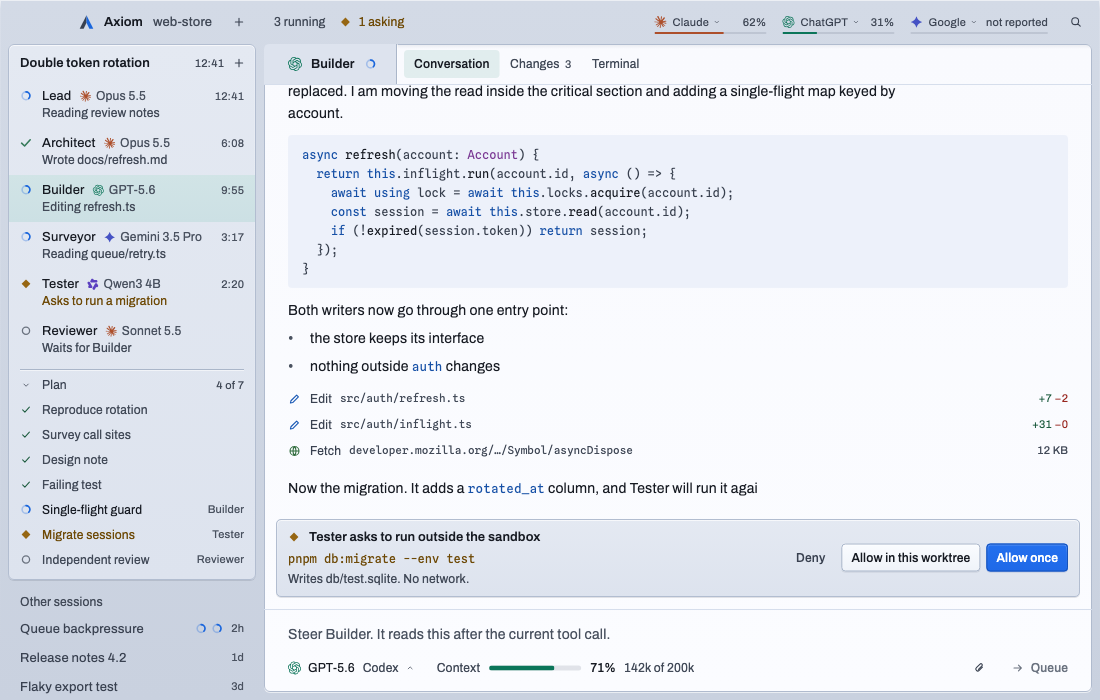 Axiom web-store + 3 running 1 asking Claude 62% ChatGPT 31% Google not reported
Double token rotation 12:41 +
Lead Opus 5.5 12:41
Reading review notes
Architect Opus 5.5 6:08
Wrote docs/refresh.md
Builder GPT-5.6 9:55
Editing refresh.ts
Surveyor Gemini 3.5 Pro 3:17
Reading queue/retry.ts
Tester Qwen3 4B 2:20
Asks to run a migration
Reviewer Sonnet 5.5
Waits for Builder
Plan 4 of 7
Reproduce rotation
Survey call sites
Design note
Failing test
Single-flight guard Builder
Migrate sessions Tester
Independent review Reviewer
Other sessions
Queue backpressure 2h
Release notes 4.2 1d
Flaky export test 3d
Builder Conversation Changes 3 Terminal
replaced. I am moving the read inside the critical section and adding a single-flight map keyed by
account.
async refresh(account: Account) {
return this.inflight.run(account.id, async () => {
await using lock = await this.locks.acquire(account.id);
const session = await this.store.read(account.id);
if (!expired(session.token)) return session;
});
}
Both writers now go through one entry point:
• the store keeps its interface
• nothing outside auth changes
Edit src/auth/refresh.ts +7 −2
Edit src/auth/inflight.ts +31 −0
Fetch developer.mozilla.org/…/Symbol/asyncDispose 12 KB
Now the migration. It adds a rotated_at column, and Tester will run it agai
Tester asks to run outside the sandbox
pnpm db:migrate --env test
Writes db/test.sqlite. No network.
Deny Allow in this worktree Allow once
Steer Builder. It reads this after the current tool call.
GPT-5.6 Codex Context 71% 142k of 200k Queue